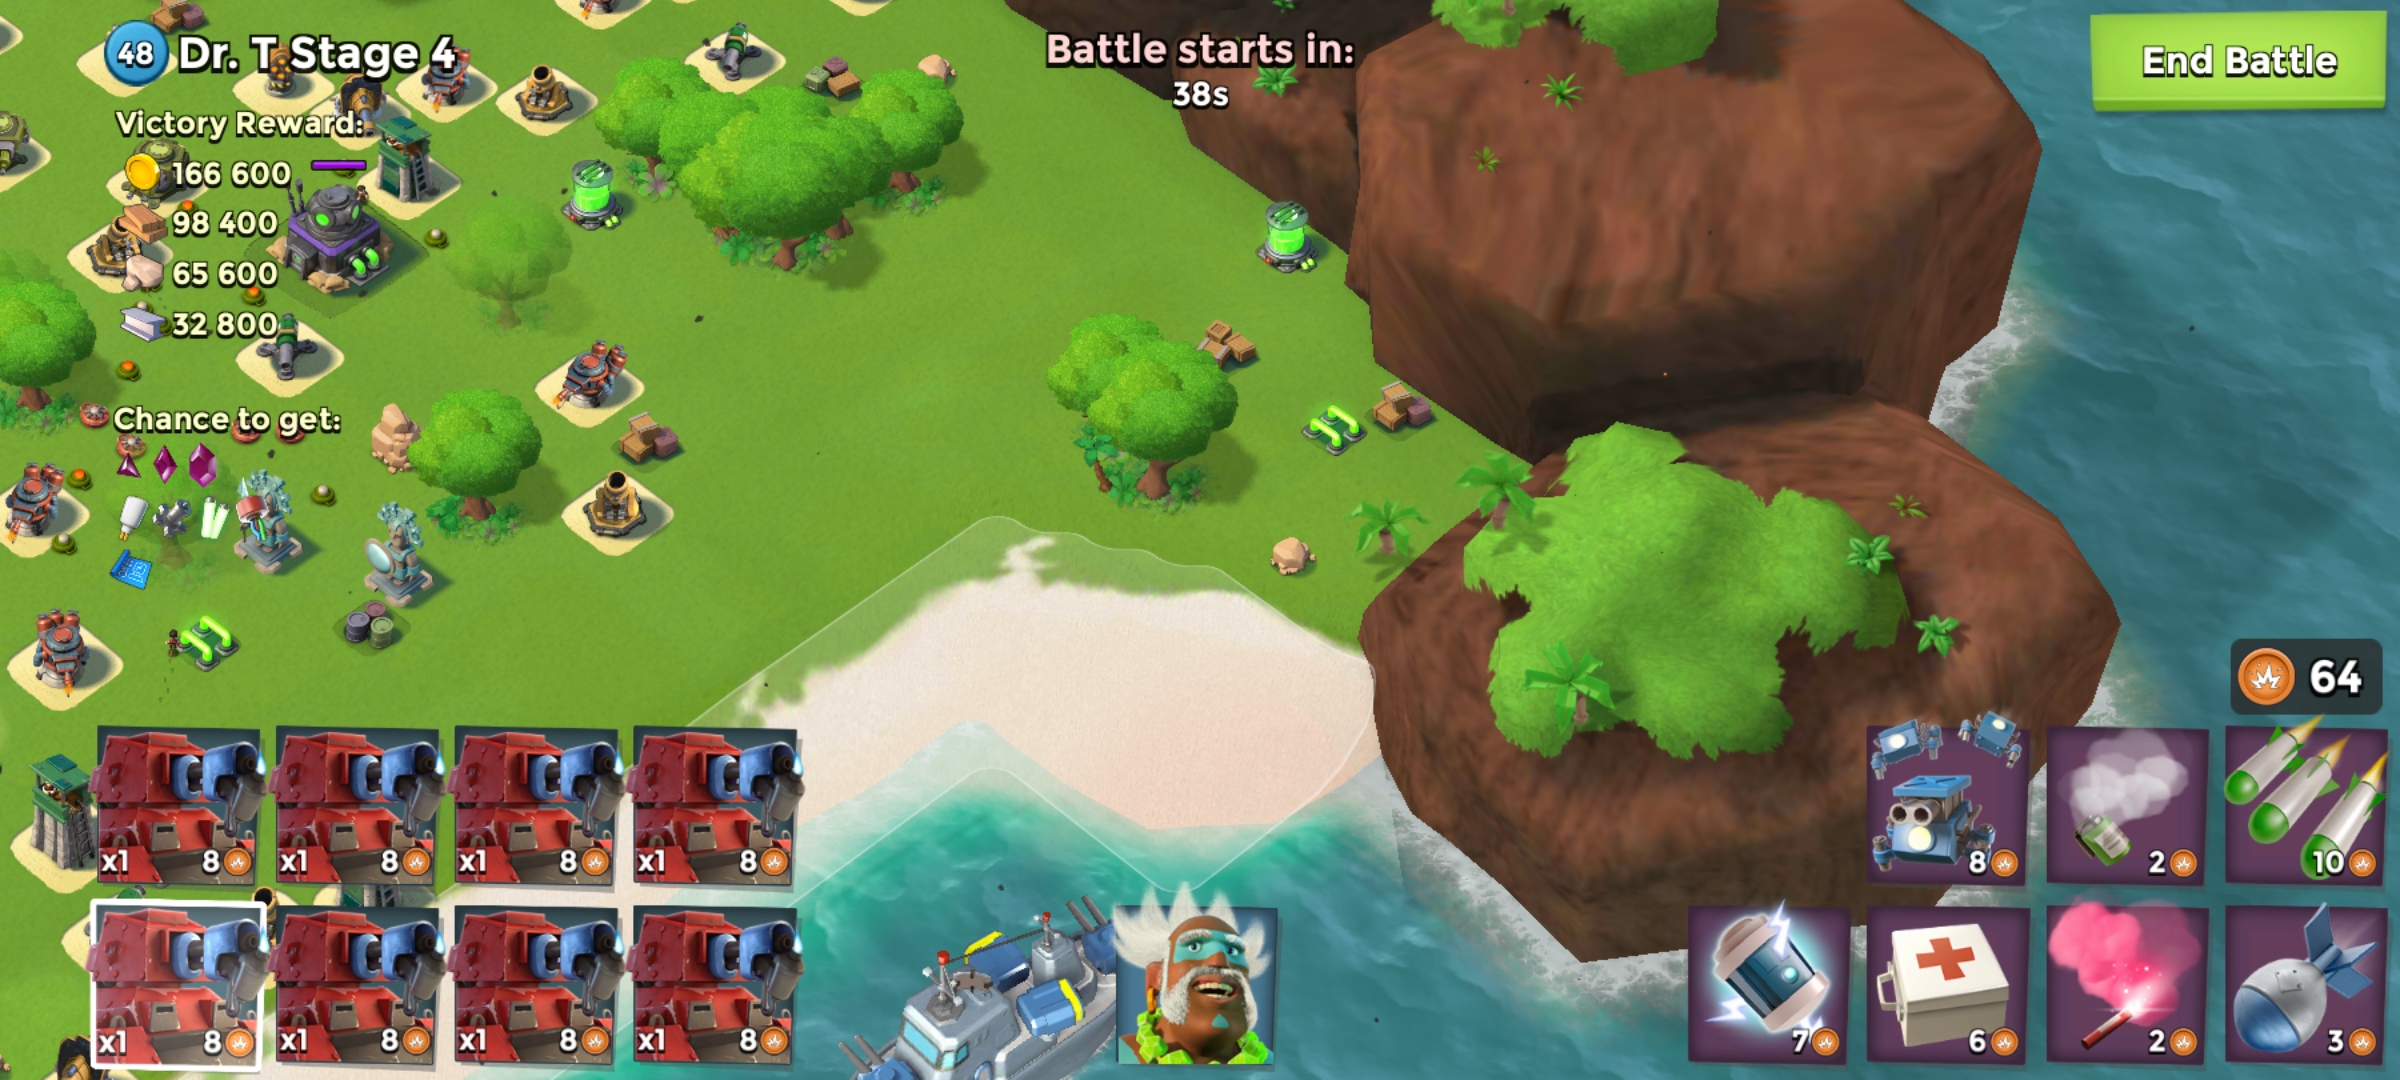 48 Dr. T Stage 4
Battle starts in:
38s
End Battle
Victory Reward:
166 600
98 400
65 600
32 800
Chance to get:
64
x1 8
x1 8
x1 8
x1 8
8
2
10
x1 8
x1 8
x1 8
x1 8
7
6
2
3